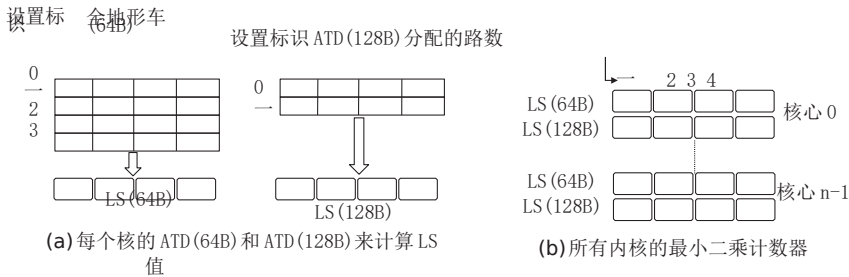 设置标识
全地形车(64B)
设置标识 ATD(128B)分配的路数
0
一
2
3
0
一
LS(64B)
LS(128B)
(a)每个核的 ATD(64B)和 ATD(128B)来计算 LS
值
一 2 3 4
LS(64B)
LS(128B)
核心 0
LS(64B)
LS(128B)
核心 n-1
(b)所有内核的最小二乘计数器